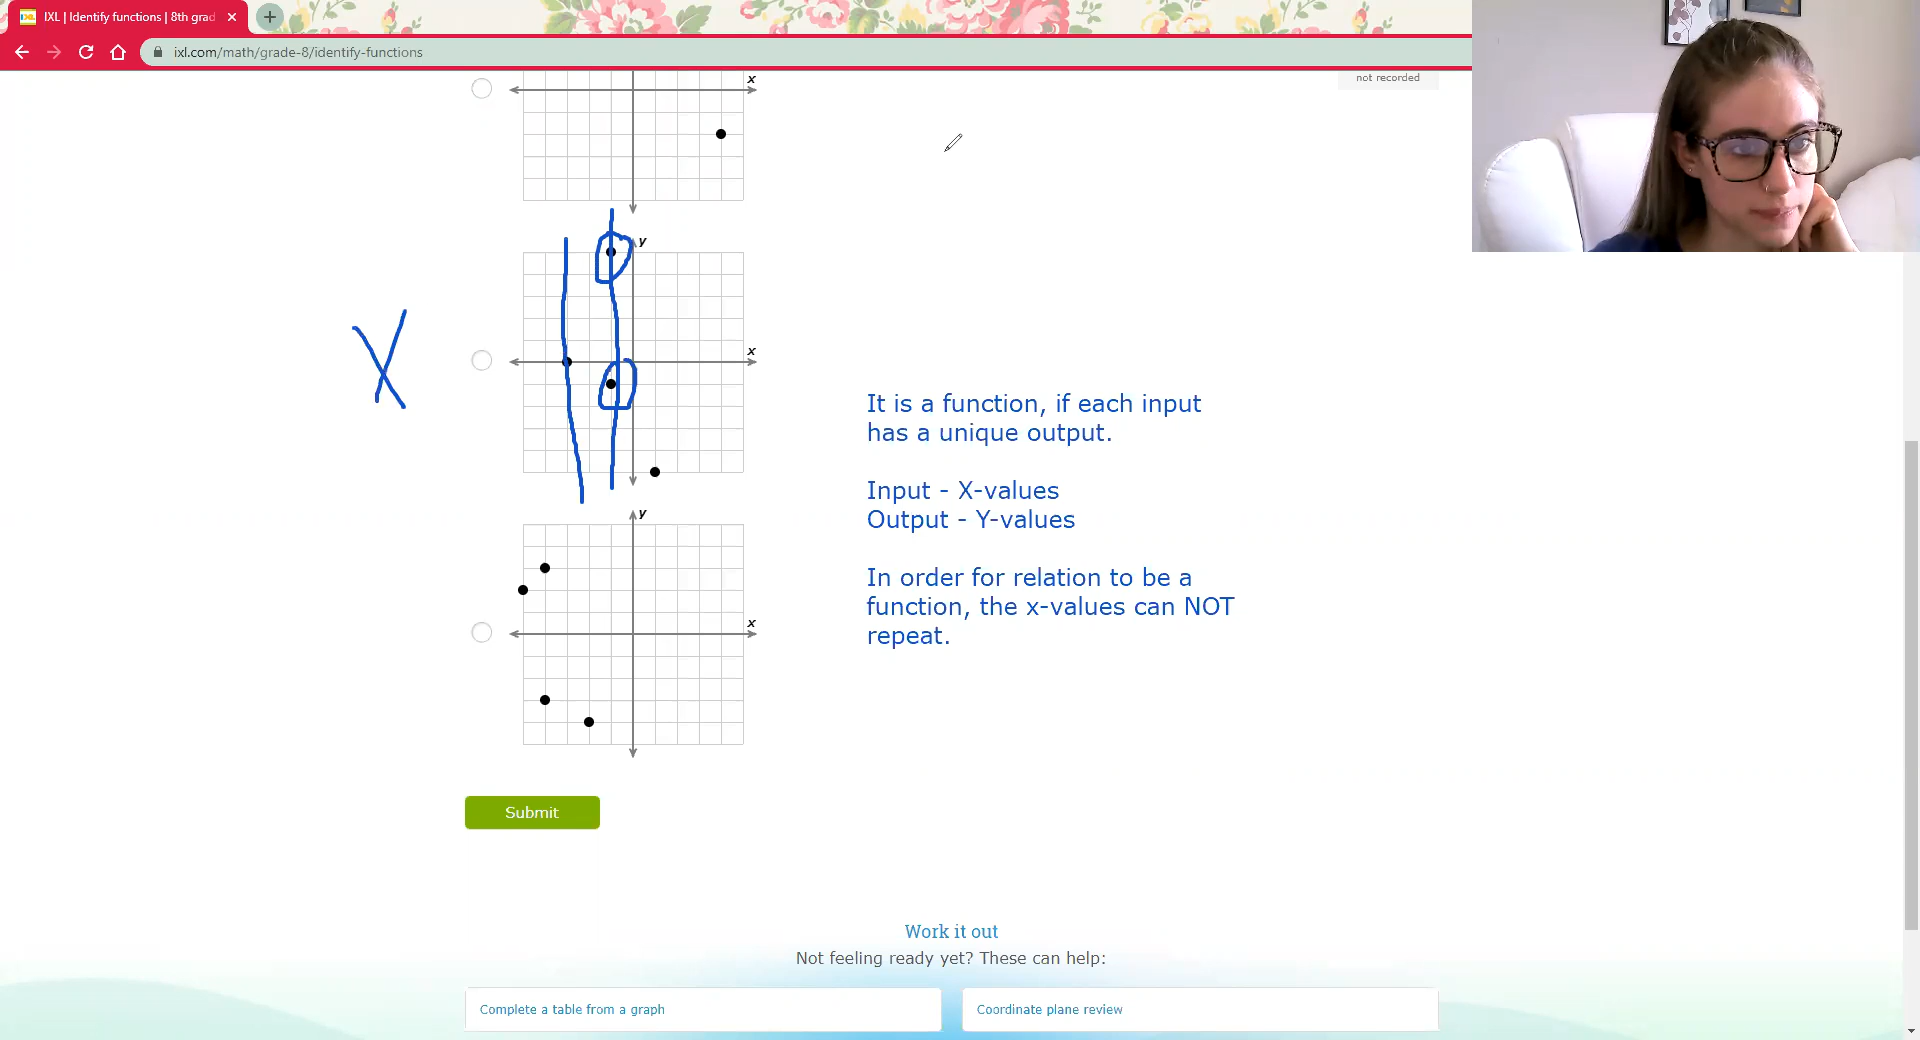 IXL | Identify functions | 8th grad
ixl.com/math/grade-8/identify-functions
not recorded
x
y
x
X
It is a function, if each input
has a unique output.
Input - X-values
Output - Y-values
y
In order for relation to be a
function, the x-values can NOT
repeat.
x
Submit
Work it out
Not feeling ready yet? These can help:
Complete a table from a graph
Coordinate plane review